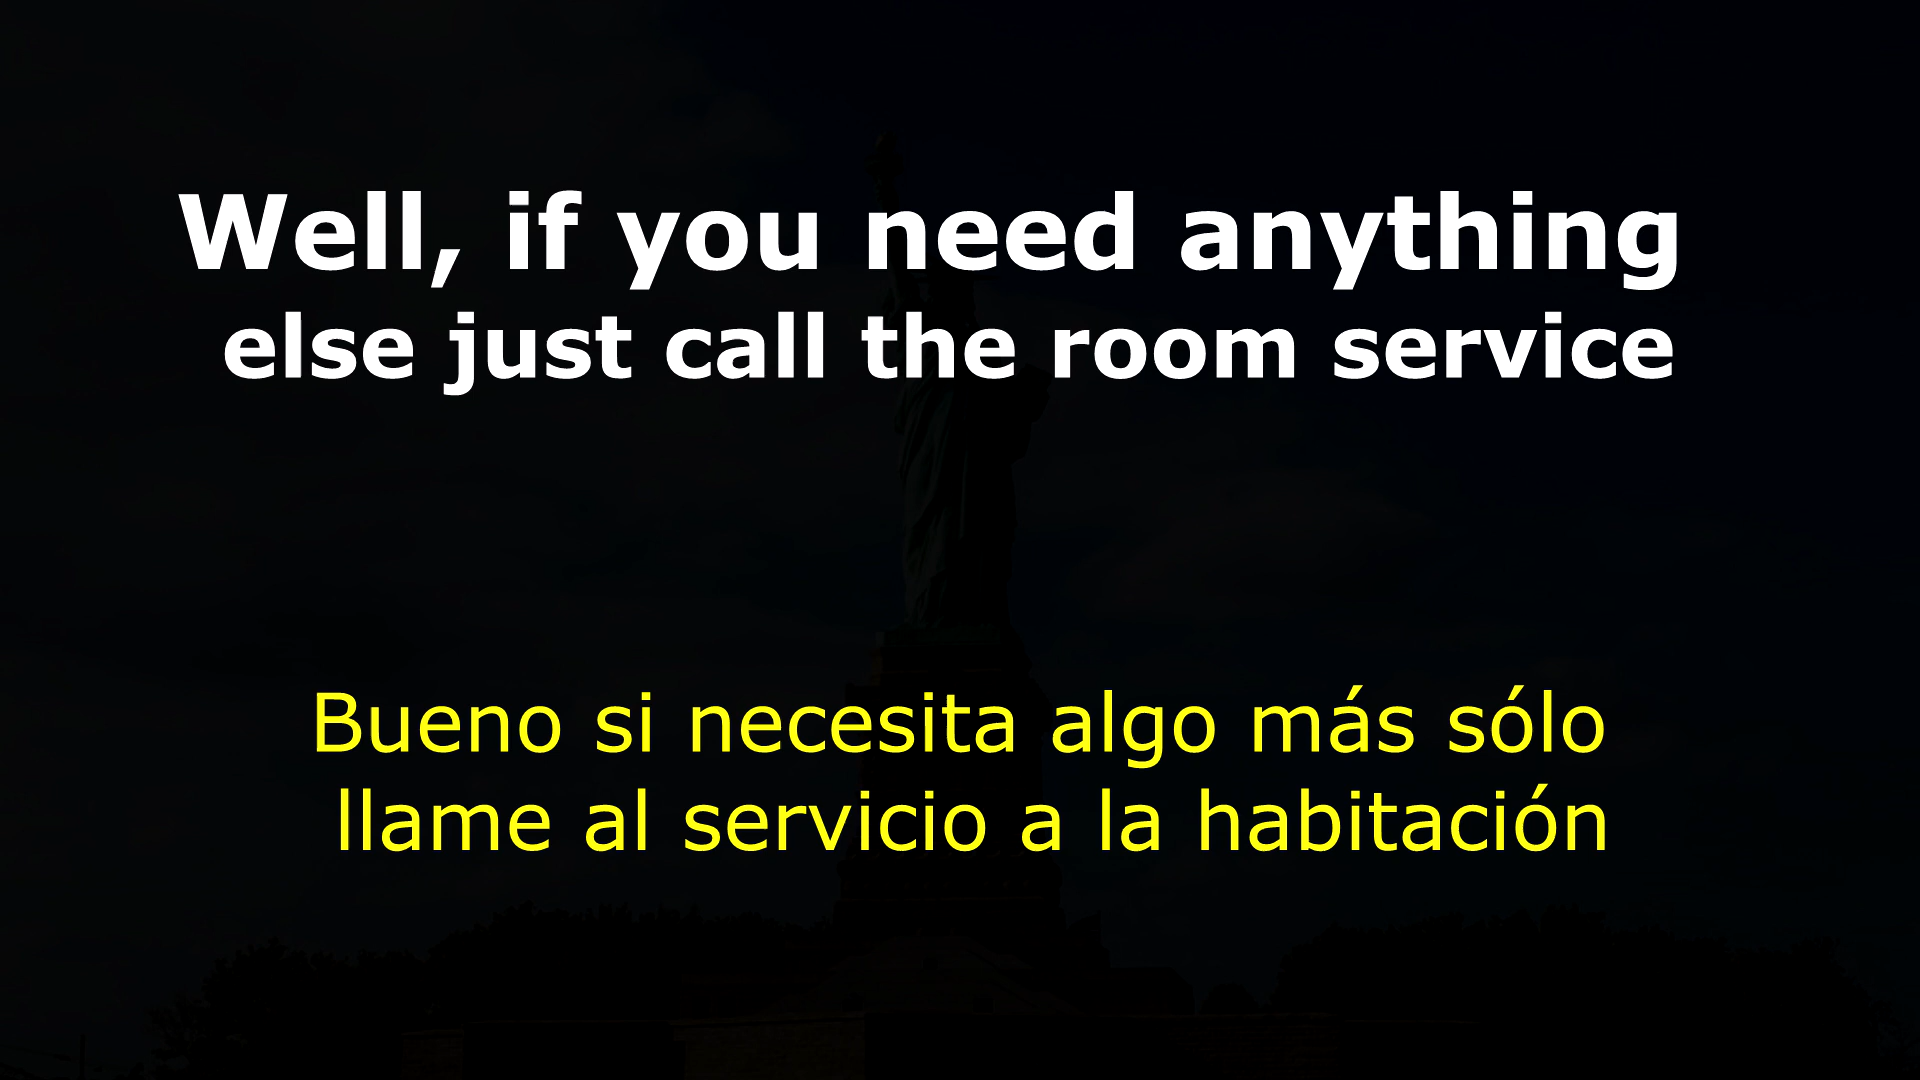 Well, if you need anything
else just call the room service
Bueno si necesita algo más sólo
llame al servicio a la habitación